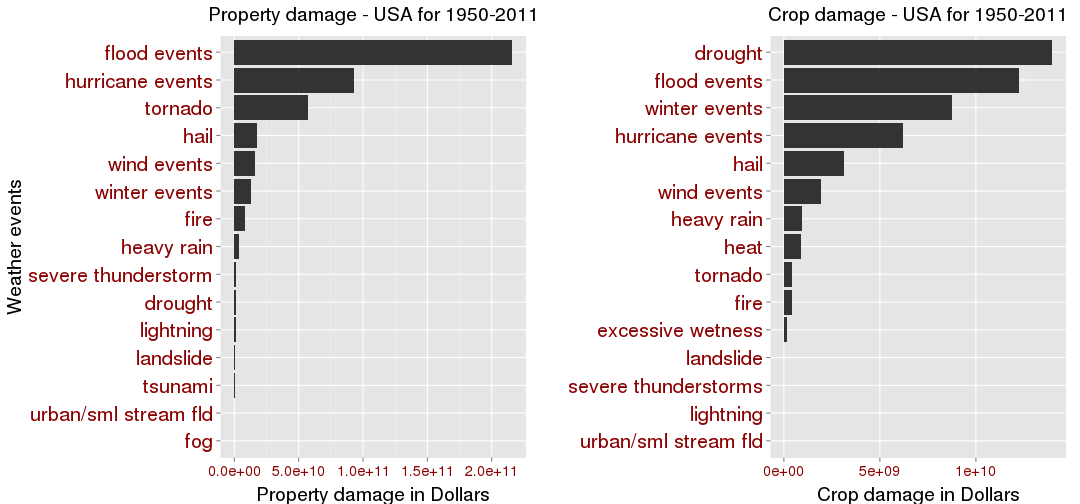 Property damage - USA for 1950-2011
Weather events
flood events
hurricane events
tornado
hail
wind events
winter events
fire
heavy rain
severe thunderstorm
drought
lightning
landslide
tsunami
urban/sml stream fld
fog
0.0e+00 5.0e+10 1.0e+11 1.5e+11 2.0e+11
Property damage in Dollars
Crop damage - USA for 1950-2011
drought
flood events
winter events
hurricane events
hail
wind events
heavy rain
heat
tornado
fire
excessive wetness
landslide
severe thunderstorms
lightning
urban/sml stream fld
0e+00 5e+09 1e+10
Crop damage in Dollars